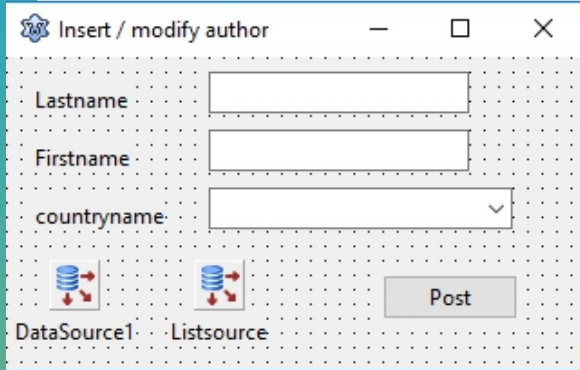 Insert / modify author
Lastname
Firstname
countryname
DataSource1 Listsource
Post